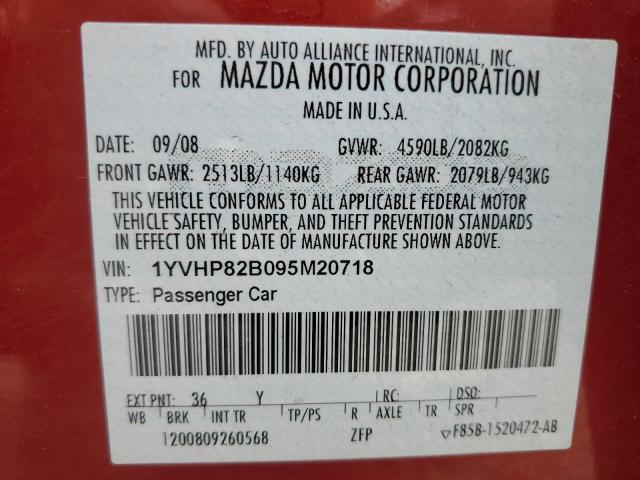 MFD. BY AUTO ALLIANCE INTERNATIONAL, INC.
FOR MAZDA MOTOR CORPORATION
MADE IN U.S.A.
DATE: 09/08 GVWR: 4590LB/2082KG
FRONT GAWR: 2513LB/1140KG REAR GAWR: 2079LB/943KG
THIS VEHICLE CONFORMS TO ALL APPLICABLE FEDERAL MOTOR
VEHICLE SAFETY, BUMPER, AND THEFT PREVENTION STANDARDS
IN EFFECT ON THE DATE OF MANUFACTURE SHOWN ABOVE.
VIN: 1YVHP82B095M20718
TYPE: Passenger Car
EXT PNT: 36 Y RC: DSO:
WB BRK INT TR TP/PS R AXLE TR SPR
1200809260568 ZFP ▽F85B-1520472-AB